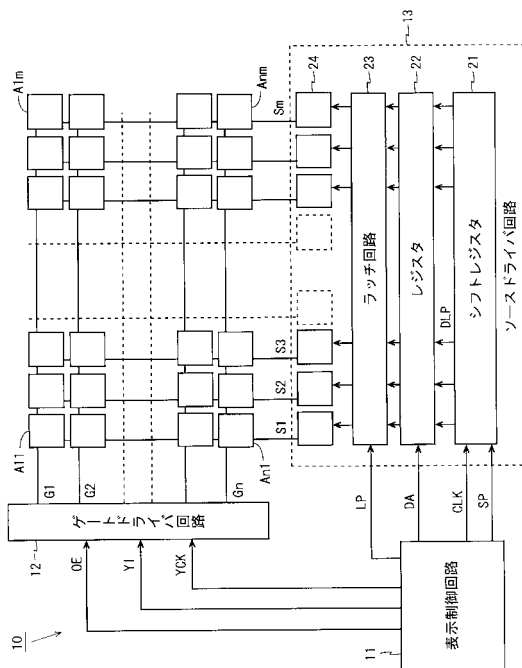 10
11
表示制御回路
12
ゲートドライバ回路
OE
YI
YCK
G1
G2
Gn
A11
A1m
An1
Anm
S1
S2
S3
Sm
LP
DA
CLK
SP
13
24
23
ラッチ回路
22
レジスタ
DLP
21
シフトレジスタ
ソースドライバ回路